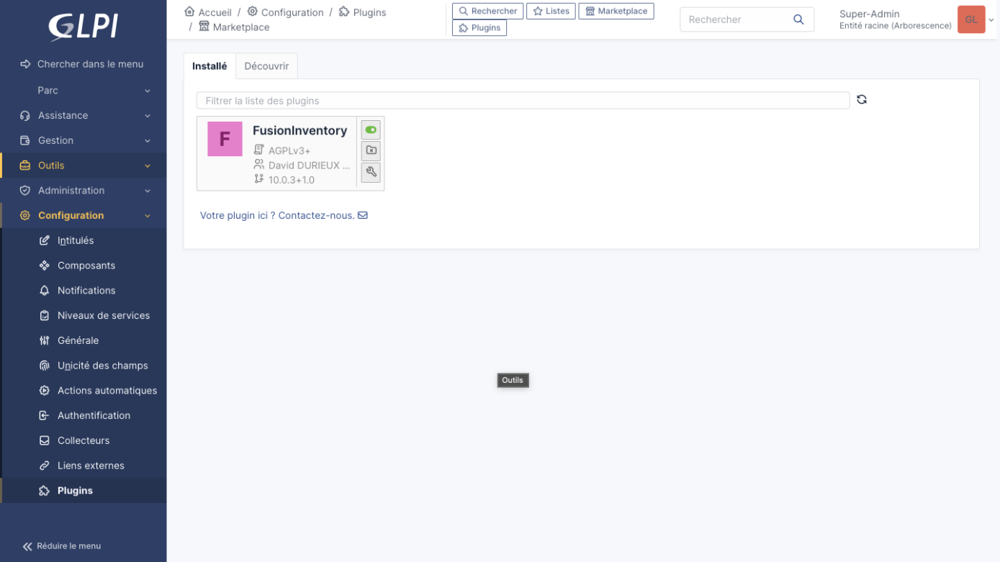 GLPI
Accueil / Configuration / Plugins
/ Marketplace
Rechercher Listes Marketplace
Plugins
Rechercher
Super-Admin
Entité racine (Arborescence)
GL
Chercher dans le menu
Parc
Assistance
Gestion
Outils
Administration
Configuration
Intitulés
Composants
Notifications
Niveaux de services
Générale
Unicité des champs
Actions automatiques
Authentification
Collecteurs
Liens externes
Plugins
Réduire le menu
Installé Découvrir
Filtrer la liste des plugins
F
FusionInventory
AGPLv3+
David DURIEUX ...
10.0.3+1.0
Votre plugin ici ? Contactez-nous.
Outils